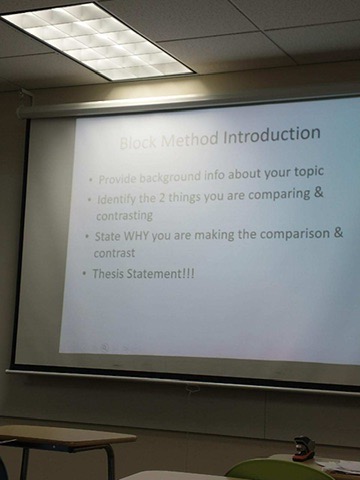 Block Method Introduction
• Provide background info about your topic
• Identify the 2 things you are comparing &
contrasting
• State WHY you are making the comparison &
contrast
• Thesis Statement!!!